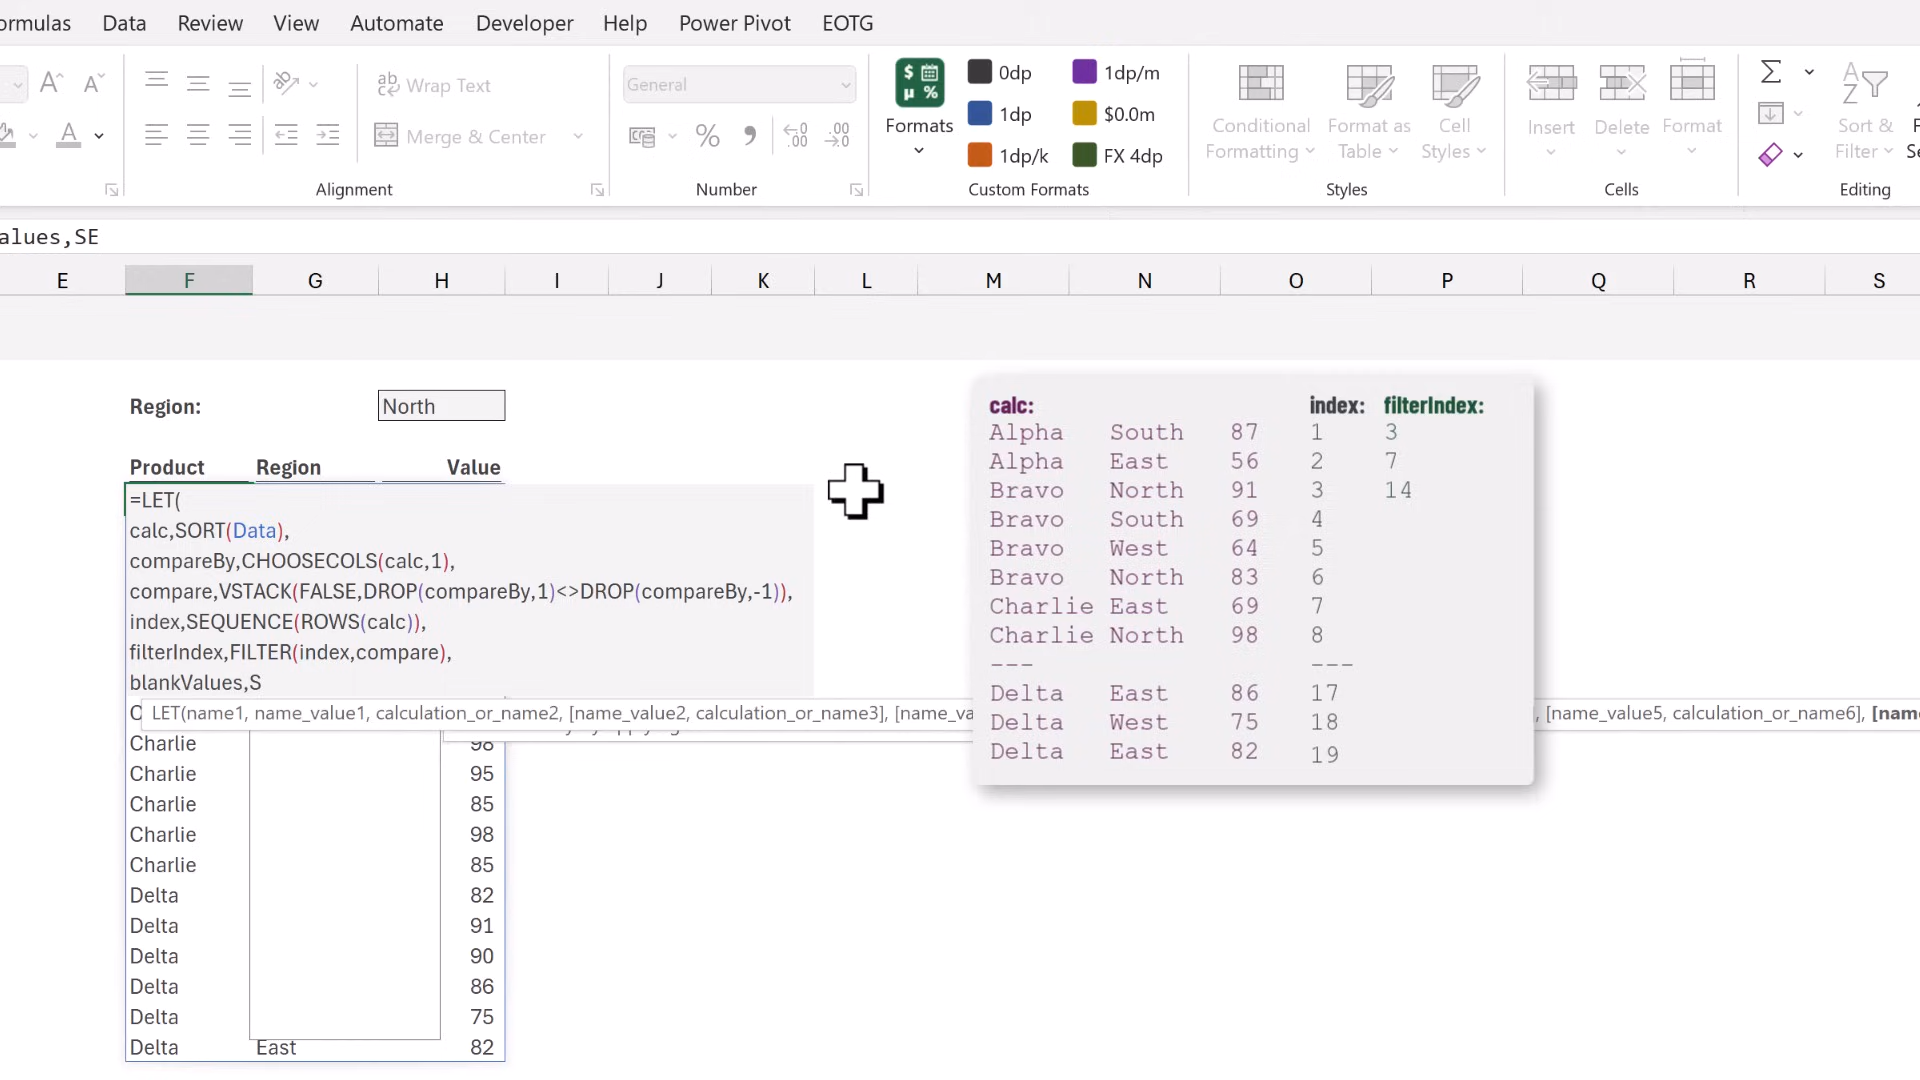 ormulas Data Review View Automate Developer Help Power Pivot EOTG
Wrap Text
Merge & Center
Alignment
General
Number
Formats
0dp 1dp/m
1dp $0.0m
1dp/k FX 4dp
Custom Formats
Conditional Formatting
Format as Table
Cell Styles
Styles
Insert Delete Format
Cells
Sort & Filter
Editing
alues,SE
E F G H I J K L M N O P Q R S
Region: North
Product Region Value
=LET(
calc,SORT(Data),
compareBy,CHOOSECOLS(calc,1),
compare,VSTACK(FALSE,DROP(compareBy,1)<>DROP(compareBy,-1)),
index,SEQUENCE(ROWS(calc)),
filterIndex,FILTER(index,compare),
blankValues,S
LET(name1, name_value1, calculation_or_name2, [name_value2, calculation_or_name3], [name_va
, [name_value5, calculation_or_name6], [nam
Charlie 98
Charlie 95
Charlie 85
Charlie 98
Charlie 85
Delta 82
Delta 91
Delta 90
Delta 86
Delta 75
Delta East 82
calc: index: filterIndex:
Alpha South 87 1 3
Alpha East 56 2 7
Bravo North 91 3 14
Bravo South 69 4
Bravo West 64 5
Bravo North 83 6
Charlie East 69 7
Charlie North 98 8
--- ---
Delta East 86 17
Delta West 75 18
Delta East 82 19